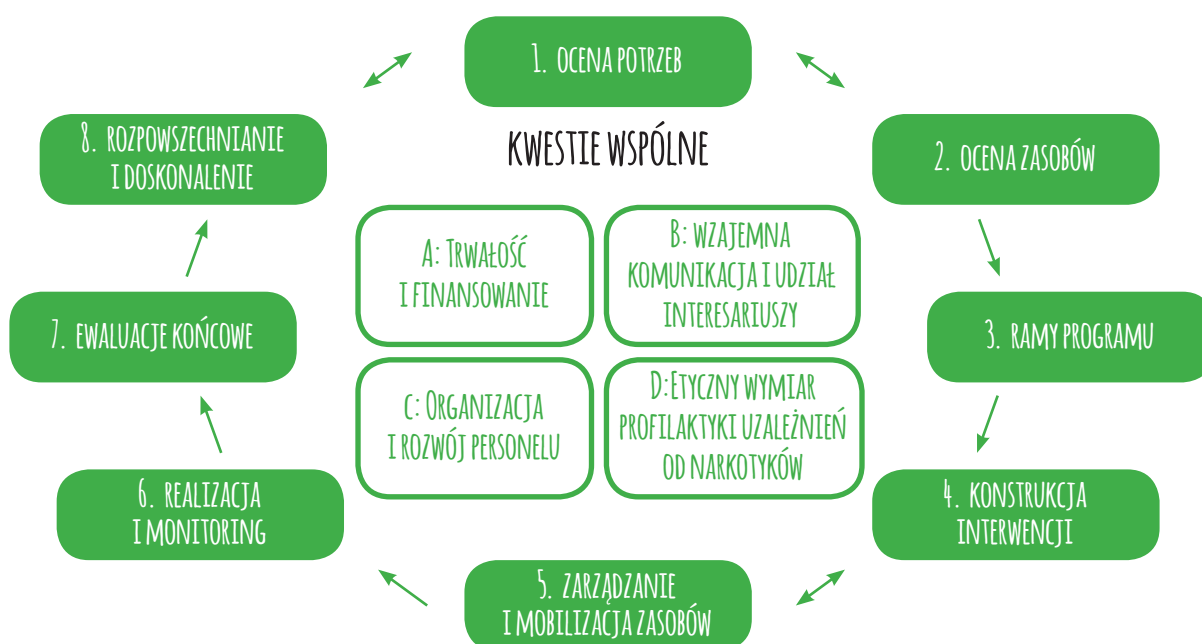 1. OCENA POTRZEB
8. ROZPOWSZECHNIANIE
I DOSKONALENIE
KWESTIE WSPÓLNE
2. OCENA ZASOBÓW
A: TRWAŁOŚĆ
I FINANSOWANIE
B: WZAJEMNA
KOMUNIKACJA I UDZIAŁ
INTERESARIUSZY
7. EWALUACJE KOŃCOWE
3. RAMY PROGRAMU
C: ORGANIZACJA
I ROZWÓJ PERSONELU
D:ETYCZNY WYMIAR
PROFILAKTYKI UZALEŻNIEŃ
OD NARKOTYKÓW
6. REALIZACJA
I MONITORING
4. KONSTRUKCJA
INTERWENCJI
5. ZARZĄDZANIE
I MOBILIZACJA ZASOBÓW